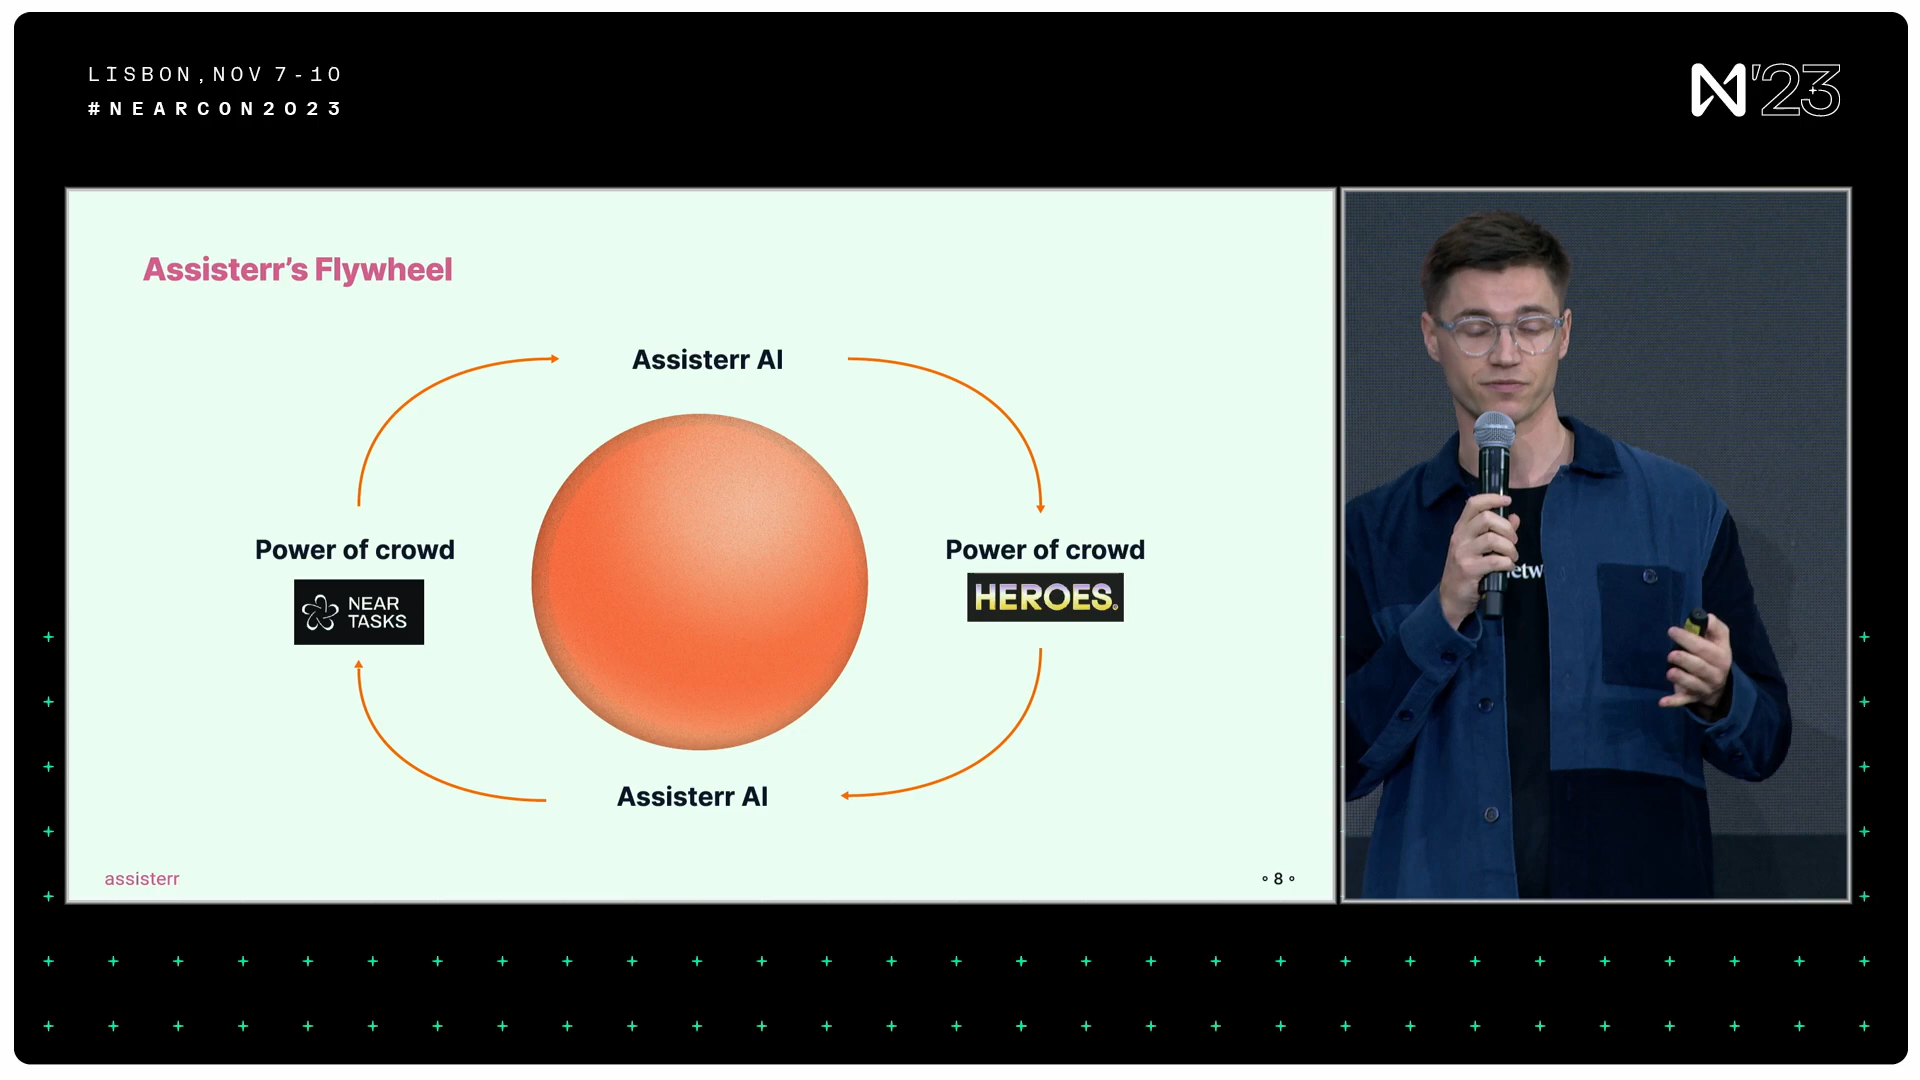 LISBON, NOV 7-10
#NEARCON2023
N'23
Assisterr's Flywheel
Assisterr AI
Power of crowd
NEAR
TASKS
Power of crowd
HEROES.
Assisterr AI
assisterr
8
etw